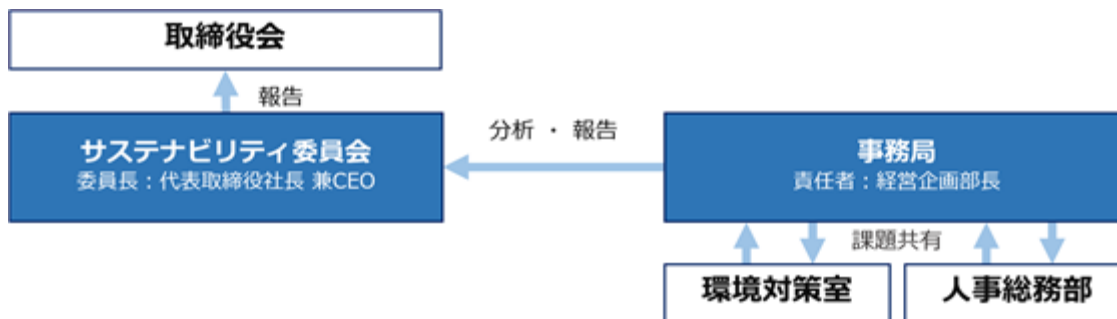 取締役会
報告
サステナビリティ委員会
委員長：代表取締役社長 兼CEO
分析 ・ 報告
事務局
責任者：経営企画部長
課題共有
環境対策室
人事総務部